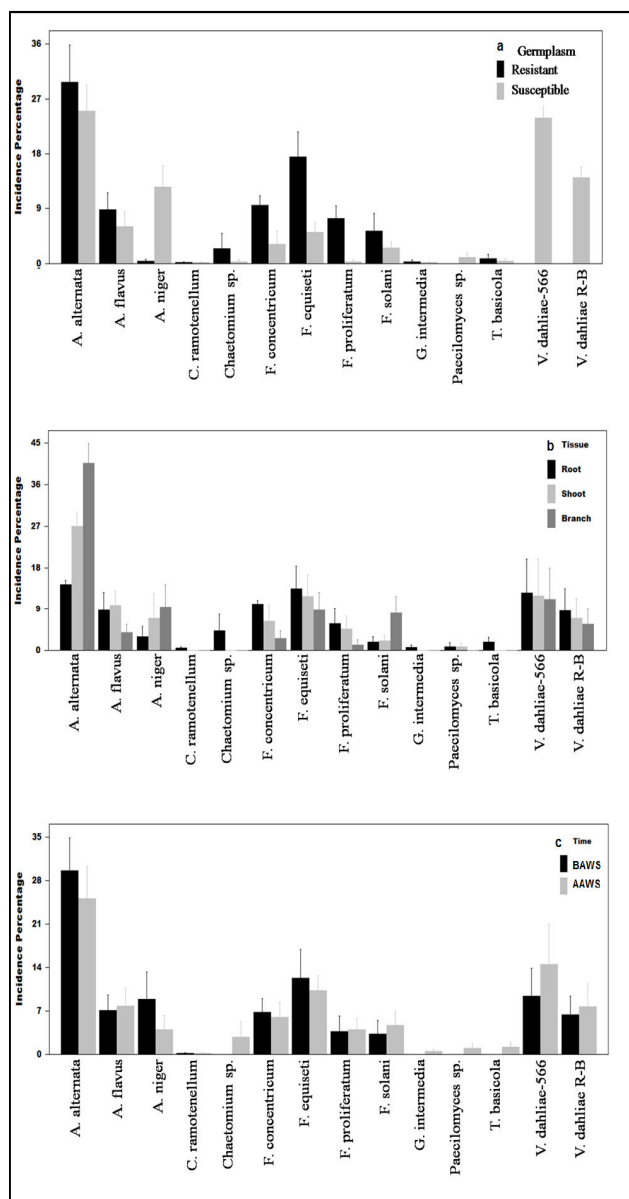 a Germplasm
Resistant
Susceptible
Incidence Percentage
36
27
18
9
0
A. alternata
A. flavus
A. niger
C. ramotenellum
Chaetomium sp.
F. concentricum
F. equiseti
F. proliferatum
F. solani
G. intermedia
Paecilomyces sp.
T. basicola
V. dahliae-566
V. dahliae R-B
b Tissue
Root
Shoot
Branch
Incidence Percentage
45
36
27
18
9
0
A. alternata
A. flavus
A. niger
C. ramotenellum
Chaetomium sp.
F. concentricum
F. equiseti
F. proliferatum
F. solani
G. intermedia
Paecilomyces sp.
T. basicola
V. dahliae-566
V. dahliae R-B
c Time
BAWS
AAWS
Incidence Percentage
35
28
21
14
7
0
A. alternata
A. flavus
A. niger
C. ramotenellum
Chaetomium sp.
F. concentricum
F. equiseti
F. proliferatum
F. solani
G. intermedia
Paecilomyces sp.
T. basicola
V. dahliae-566
V. dahliae R-B